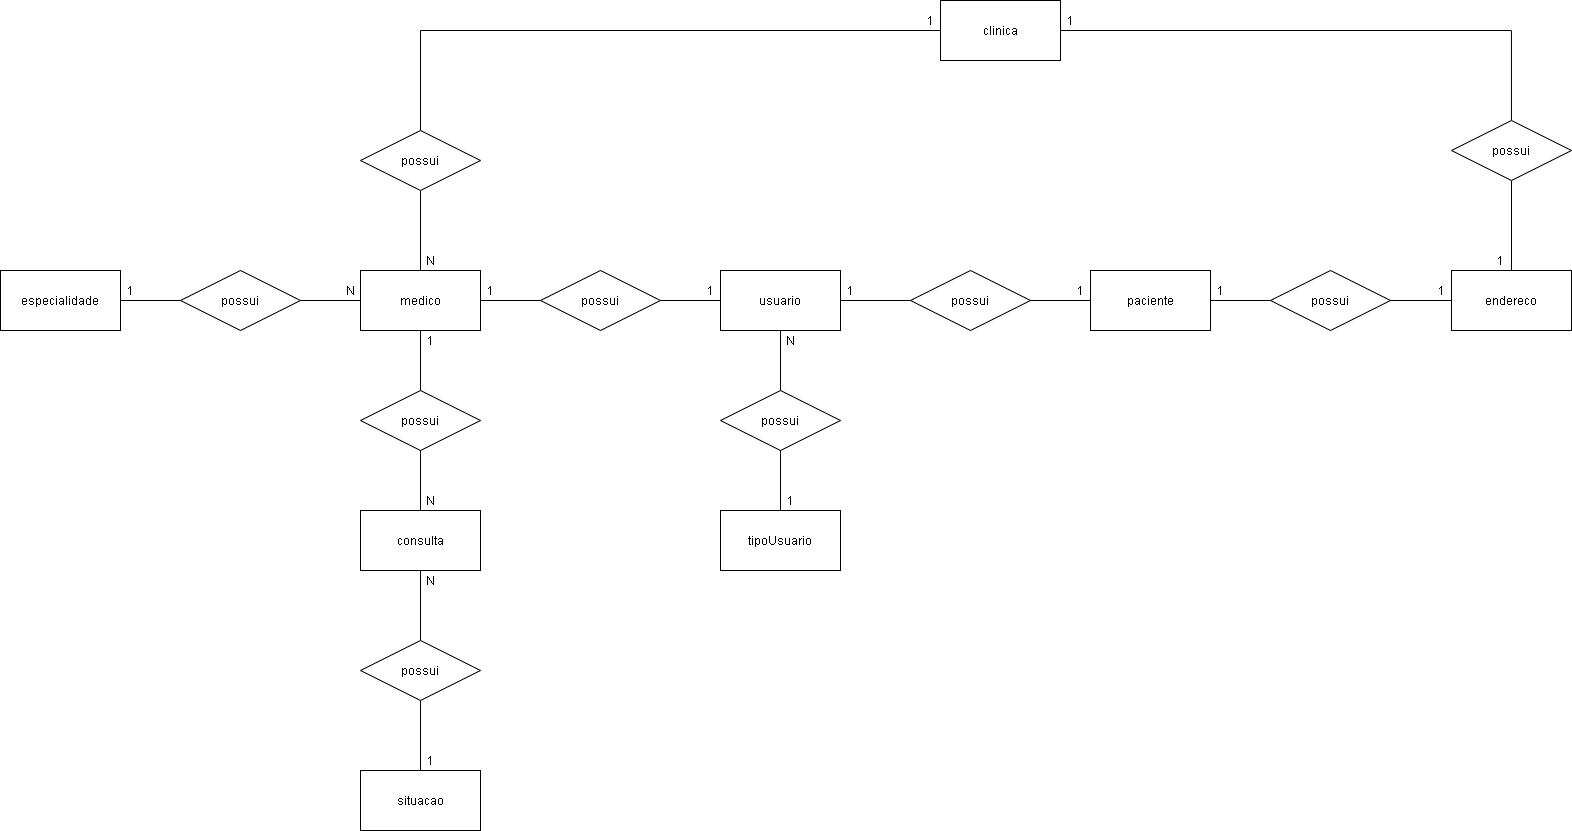 1 clinica 1
possui
possui
N
1
especialidade 1 possui N medico 1 possui 1 usuario 1 possui 1 paciente 1 possui 1 endereco
1
N
possui
possui
N
1
consulta
tipoUsuario
N
possui
1
situacao